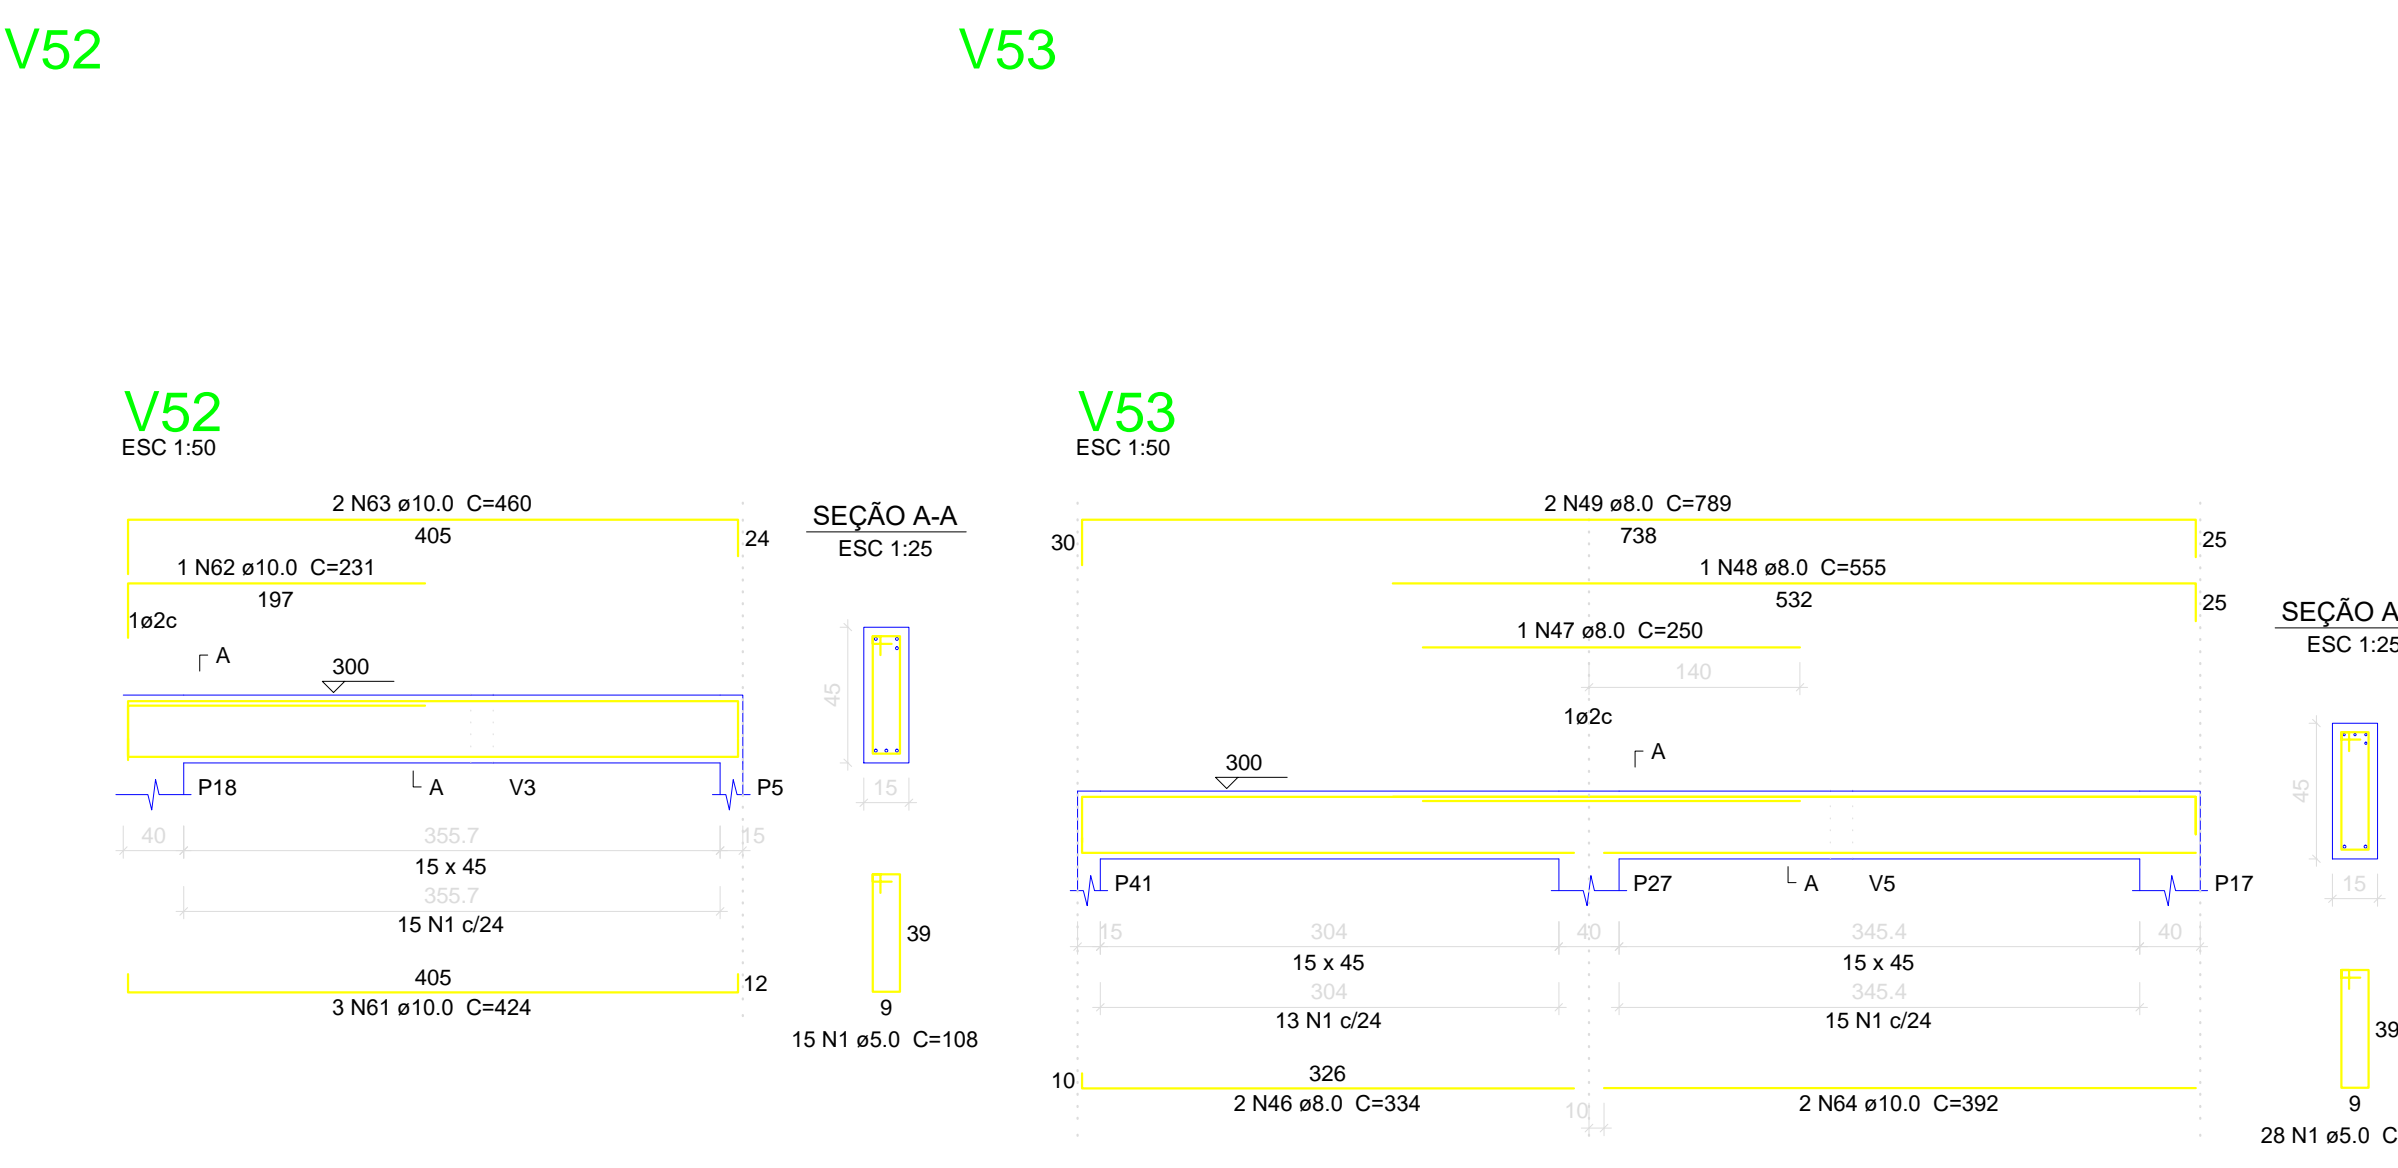 V52
V53
V52
ESC 1:50
2 N63 ø10.0 C=460
405
24
1 N62 ø10.0 C=231
197
1ø2c
A
300
P18
A
V3
P5
40
355.7
15
15 x 45
355.7
15 N1 c/24
405
12
3 N61 ø10.0 C=424
SEÇÃO A-A
ESC 1:25
45
15
39
9
15 N1 ø5.0 C=108
V53
ESC 1:50
2 N49 ø8.0 C=789
30
738
25
1 N48 ø8.0 C=555
532
25
1 N47 ø8.0 C=250
140
1ø2c
A
300
P41
P27
A
V5
P17
15
304
40
345.4
40
15 x 45
15 x 45
304
345.4
13 N1 c/24
15 N1 c/24
10
326
2 N46 ø8.0 C=334
10
2 N64 ø10.0 C=392
SEÇÃO A
ESC 1:25
45
15
39
9
28 N1 ø5.0 C